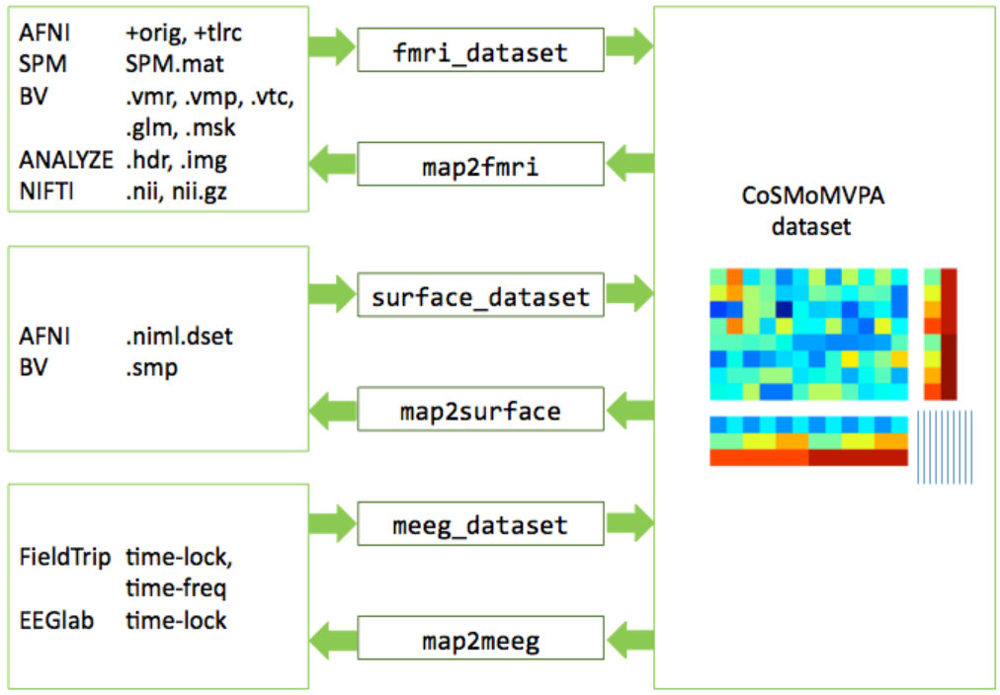 AFNI +orig, +tlrc
SPM SPM.mat
BV .vmr, .vmp, .vtc,
.glm, .msk
ANALYZE .hdr, .img
NIFTI .nii, nii.gz
fmri_dataset
map2fmri
AFNI .niml.dset
BV .smp
surface_dataset
map2surface
FieldTrip time-lock,
time-freq
EEGlab time-lock
meeg_dataset
map2meeg
CoSMoMVPA
dataset